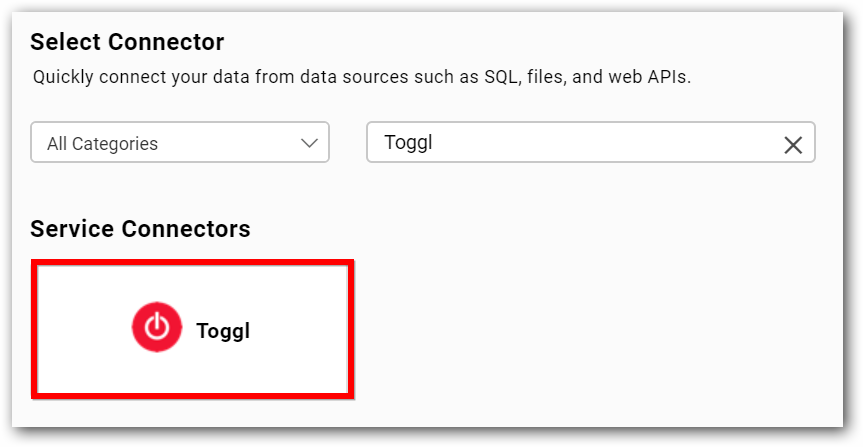 Select Connector
Quickly connect your data from data sources such as SQL, files, and web APIs.
All Categories
Toggl
Service Connectors
Toggl